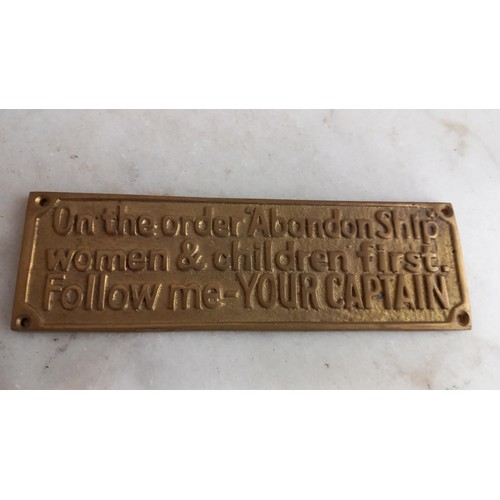 On the order "Abandon Ship"
women & children first.
Follow me-YOUR CAPTAIN